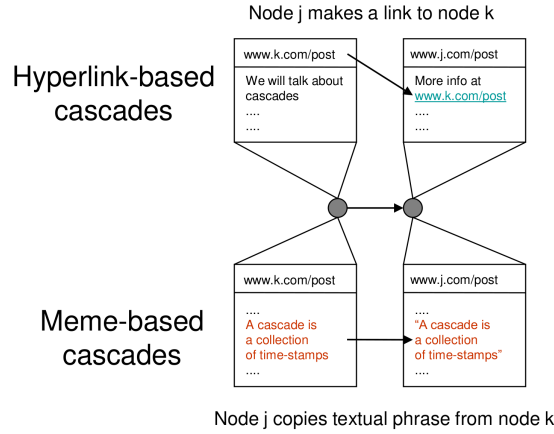 Node j makes a link to node k
Hyperlink-based
cascades
www.k.com/post
We will talk about
cascades
....
....
www.j.com/post
More info at
www.k.com/post
....
....
Meme-based
cascades
www.k.com/post
....
A cascade is
a collection
of time-stamps
....
www.j.com/post
....
“A cascade is
a collection
of time-stamps”
....
Node j copies textual phrase from node k